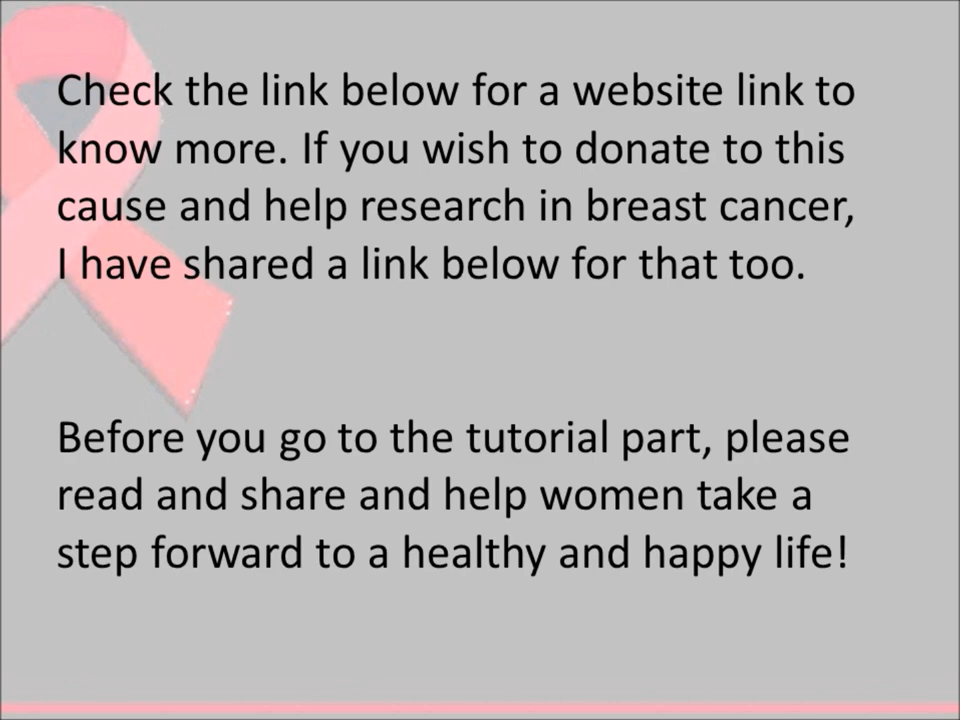 Check the link below for a website link to
know more. If you wish to donate to this
cause and help research in breast cancer,
I have shared a link below for that too.
Before you go to the tutorial part, please
read and share and help women take a
step forward to a healthy and happy life!